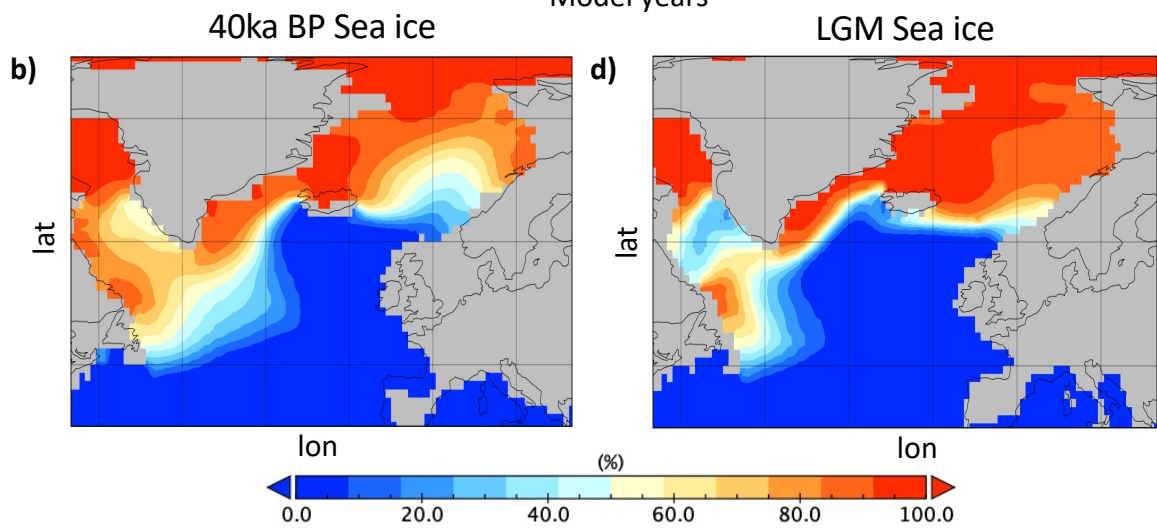 Model years
40ka BP Sea ice
LGM Sea ice
b)
d)
lat
lat
lon
lon
(%)
0.0 20.0 40.0 60.0 80.0 100.0